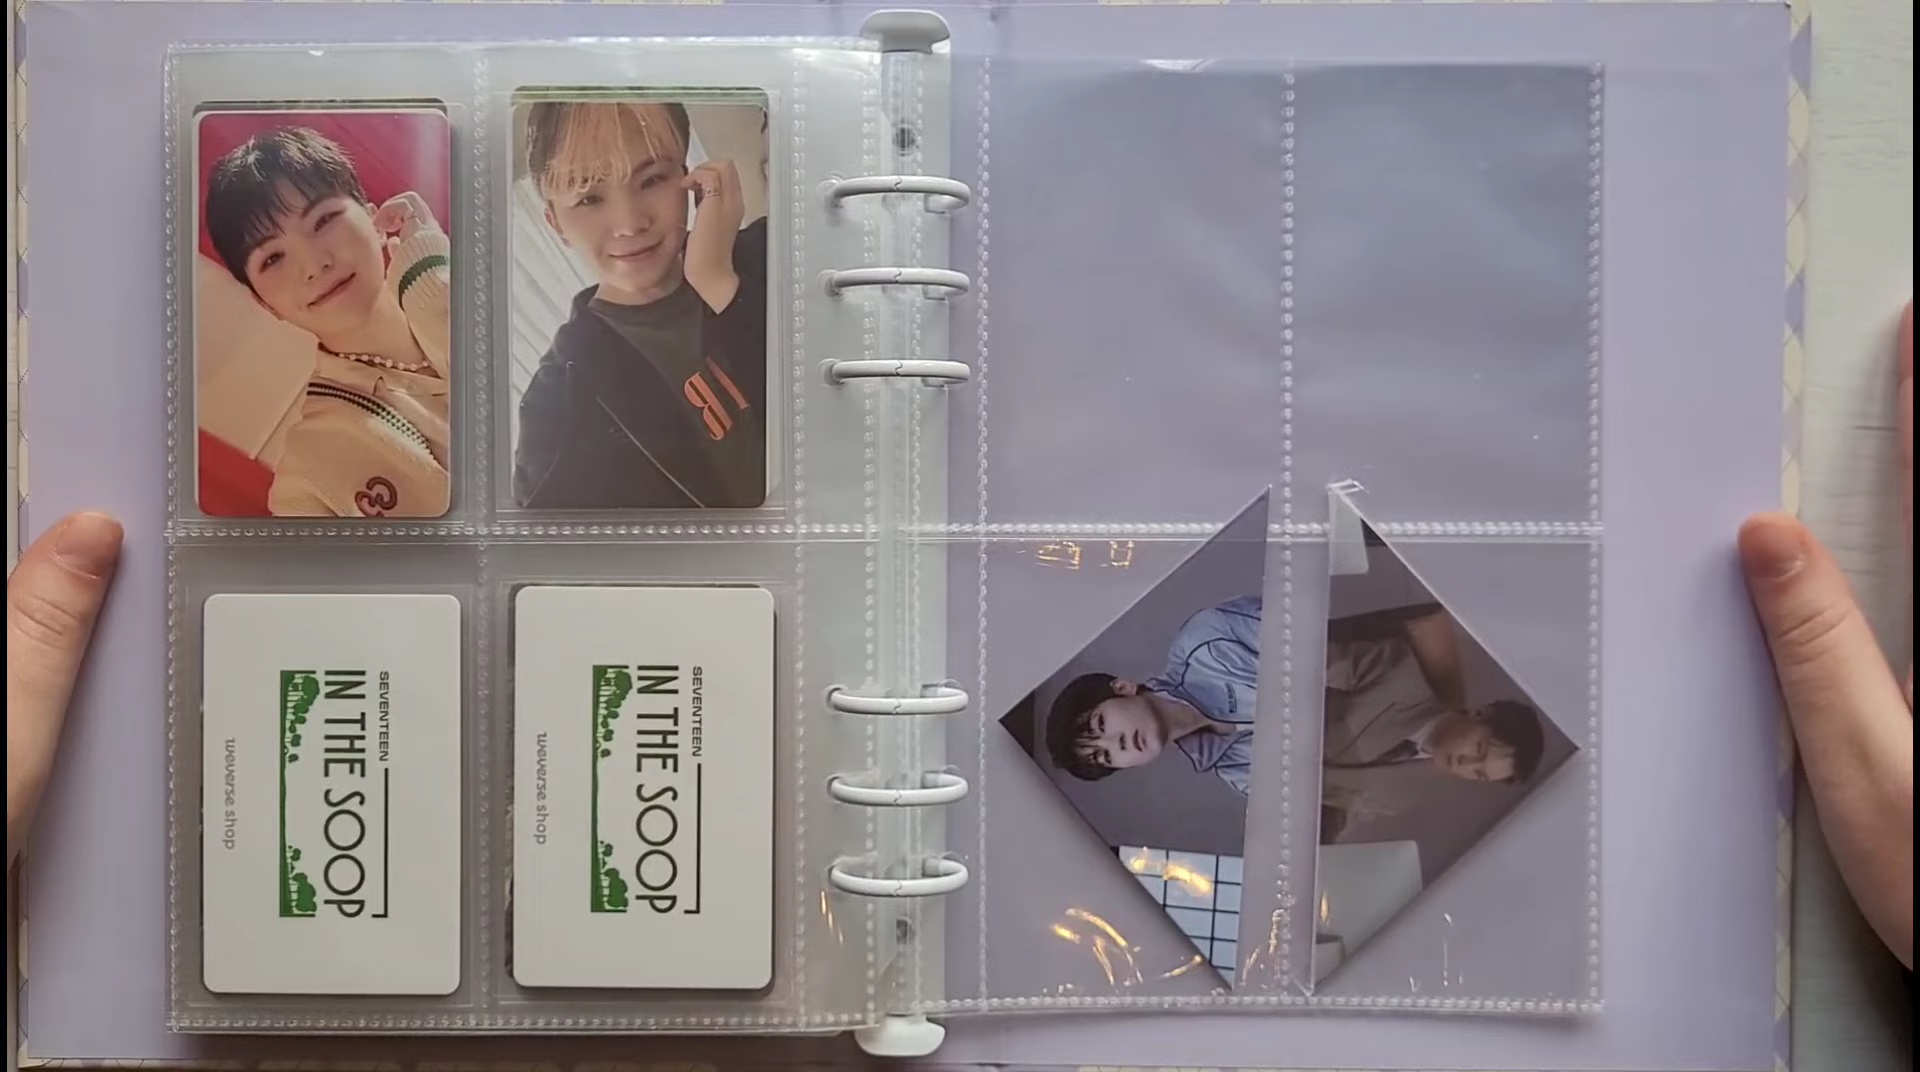 SEVENTEEN
IN THE SOOP
weverse shop
SEVENTEEN
IN THE SOOP
weverse shop